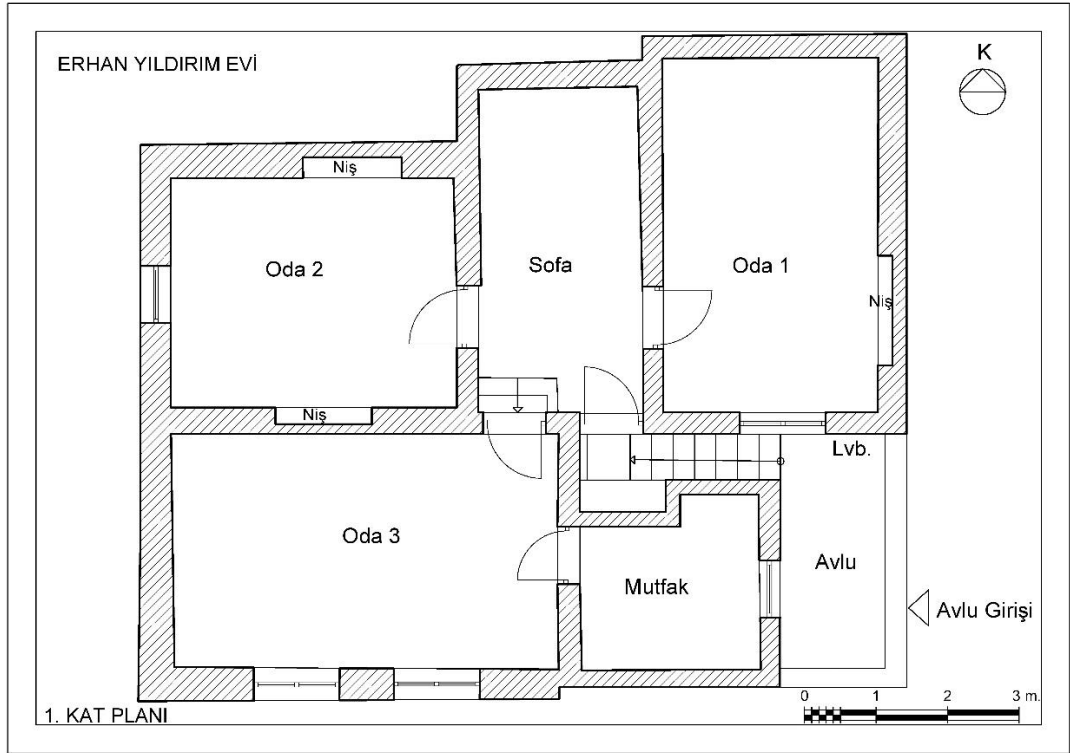 ERHAN YILDIRIM EVİ
K
Niş
Oda 2
Sofa
Oda 1
Niş
Niş
Lvb.
Oda 3
Mutfak
Avlu
Avlu Girişi
0 1 2 3 m.
1. KAT PLANI